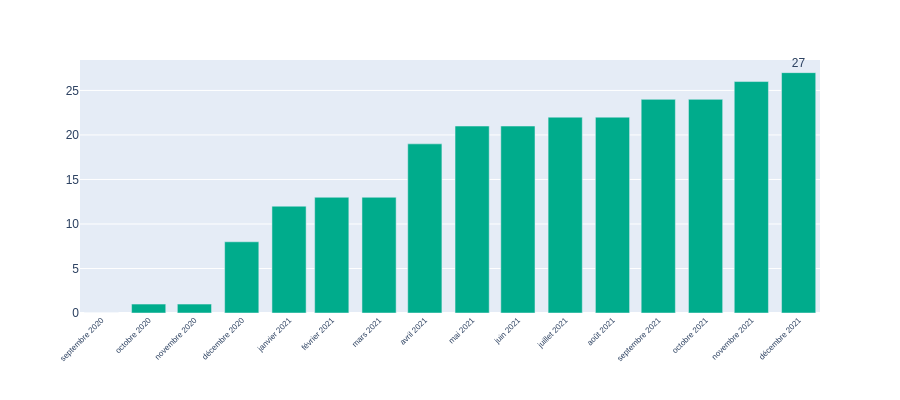 27
25
20
15
10
5
0
septembre 2020
octobre 2020
novembre 2020
décembre 2020
janvier 2021
février 2021
mars 2021
avril 2021
mai 2021
juin 2021
juillet 2021
août 2021
septembre 2021
octobre 2021
novembre 2021
décembre 2021